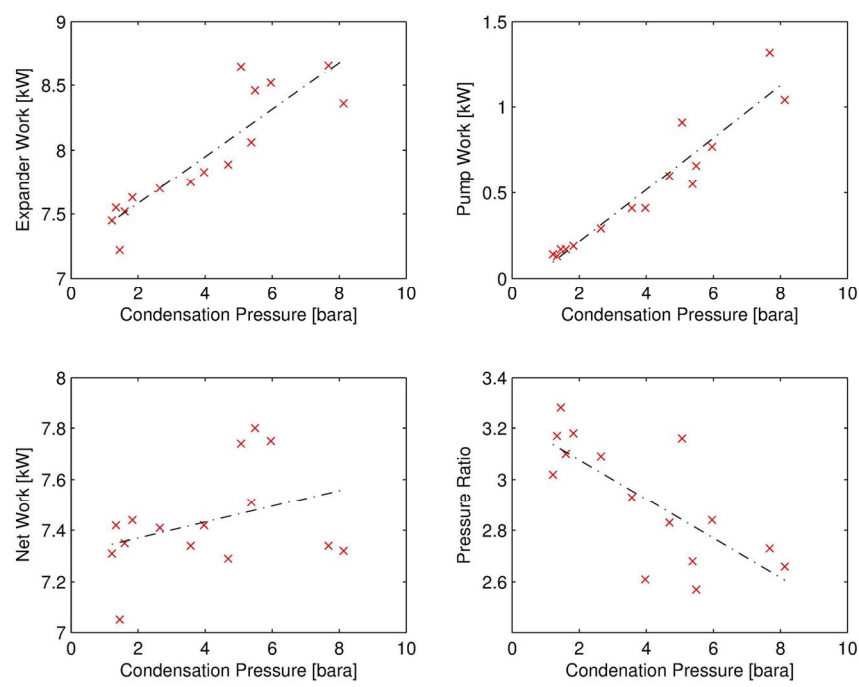 9
8.5
8
7.5
7
0 2 4 6 8 10
Expander Work [kW]
Condensation Pressure [bara]
1.5
1
0.5
0
0 2 4 6 8 10
Pump Work [kW]
Condensation Pressure [bara]
8
7.8
7.6
7.4
7.2
7
0 2 4 6 8 10
Net Work [kW]
Condensation Pressure [bara]
3.4
3.2
3
2.8
2.6
0 2 4 6 8 10
Pressure Ratio
Condenation Pressure [bara]